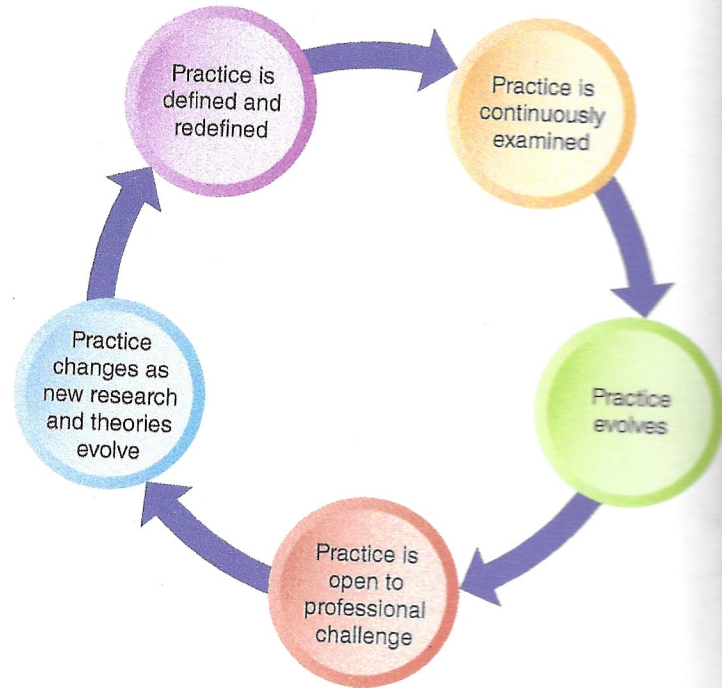 Practice is
defined and
redefined
Practice is
continuously
examined
Practice
evolves
Practice is
open to
professional
challenge
Practice
changes as
new research
and theories
evolve